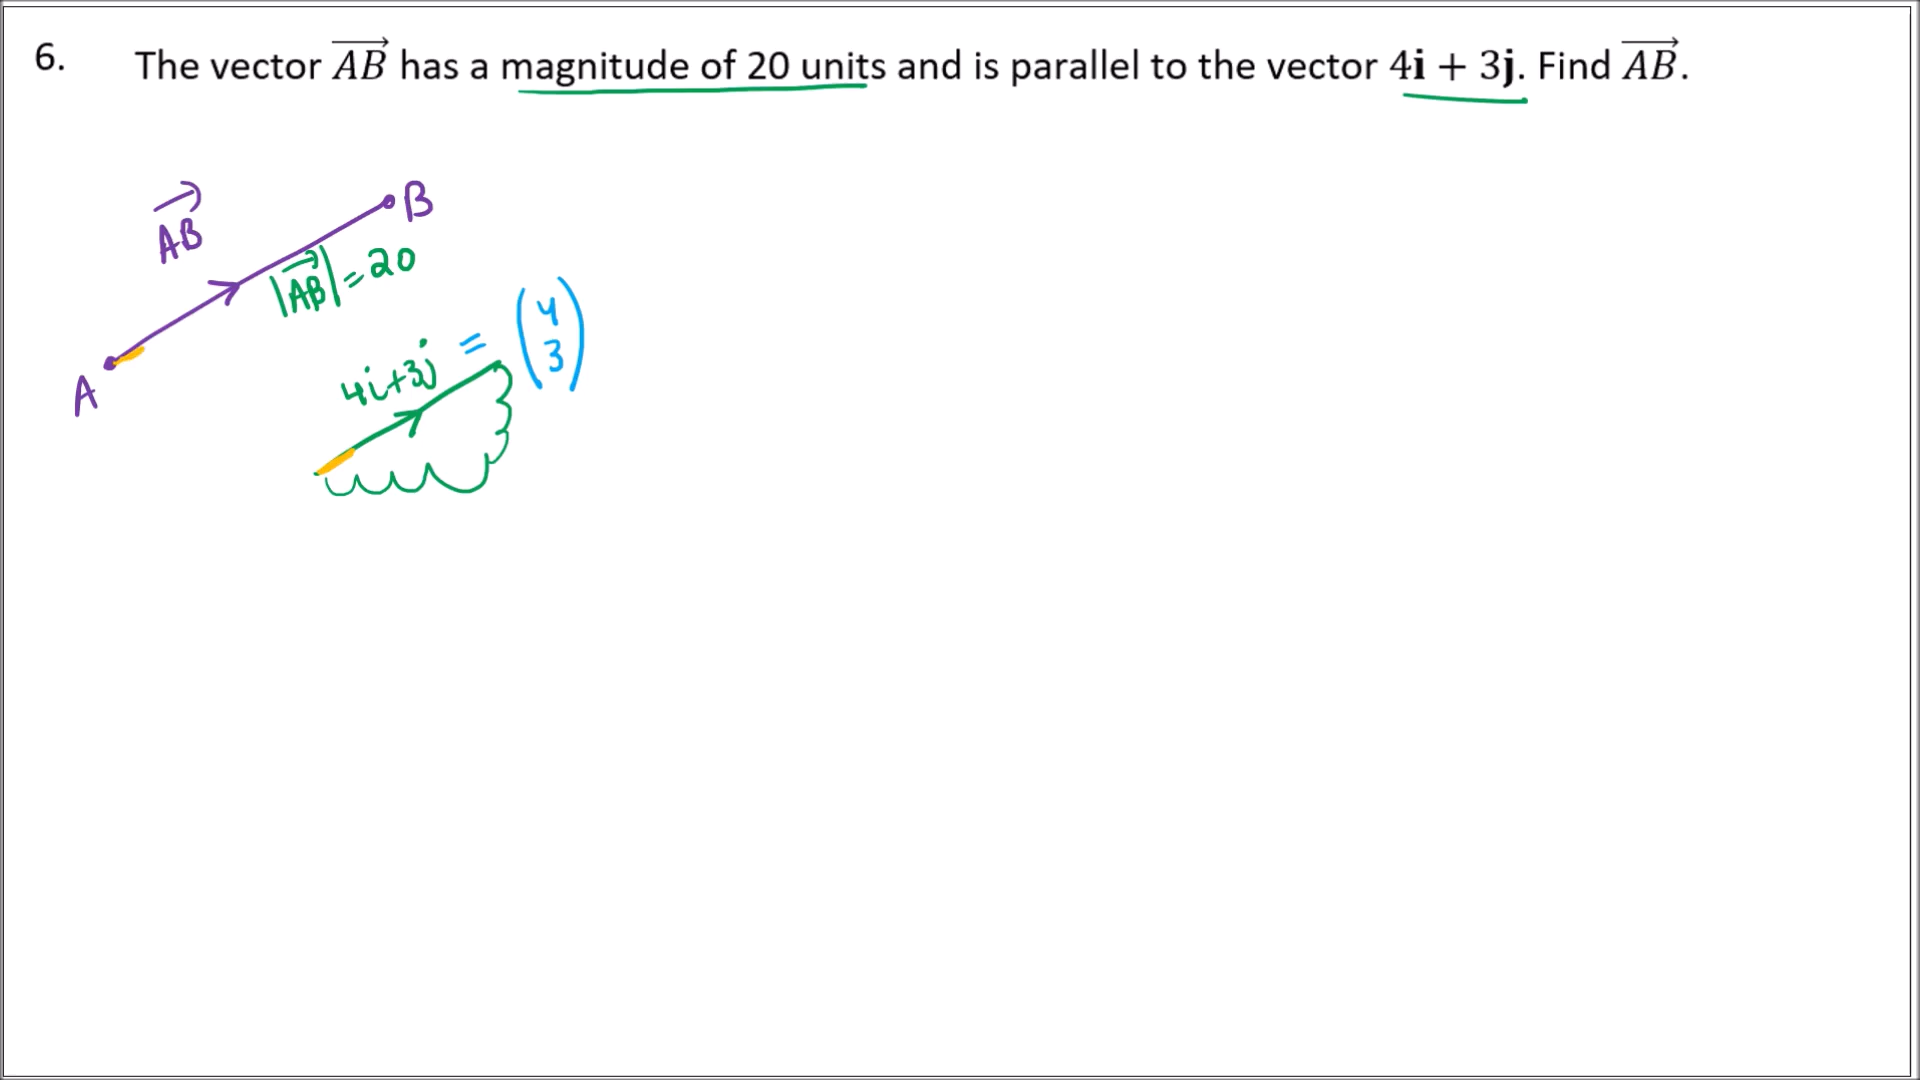 6. The vector $\overrightarrow{AB}$ has a magnitude of 20 units and is parallel to the vector 4𝐢 + 3𝐣. Find $\overrightarrow{AB}$.
$\overrightarrow{AB}$
B
$|\overrightarrow{AB}|$ = 20
A
4i+3j = $\begin{pmatrix} 4 \\ 3 \end{pmatrix}$